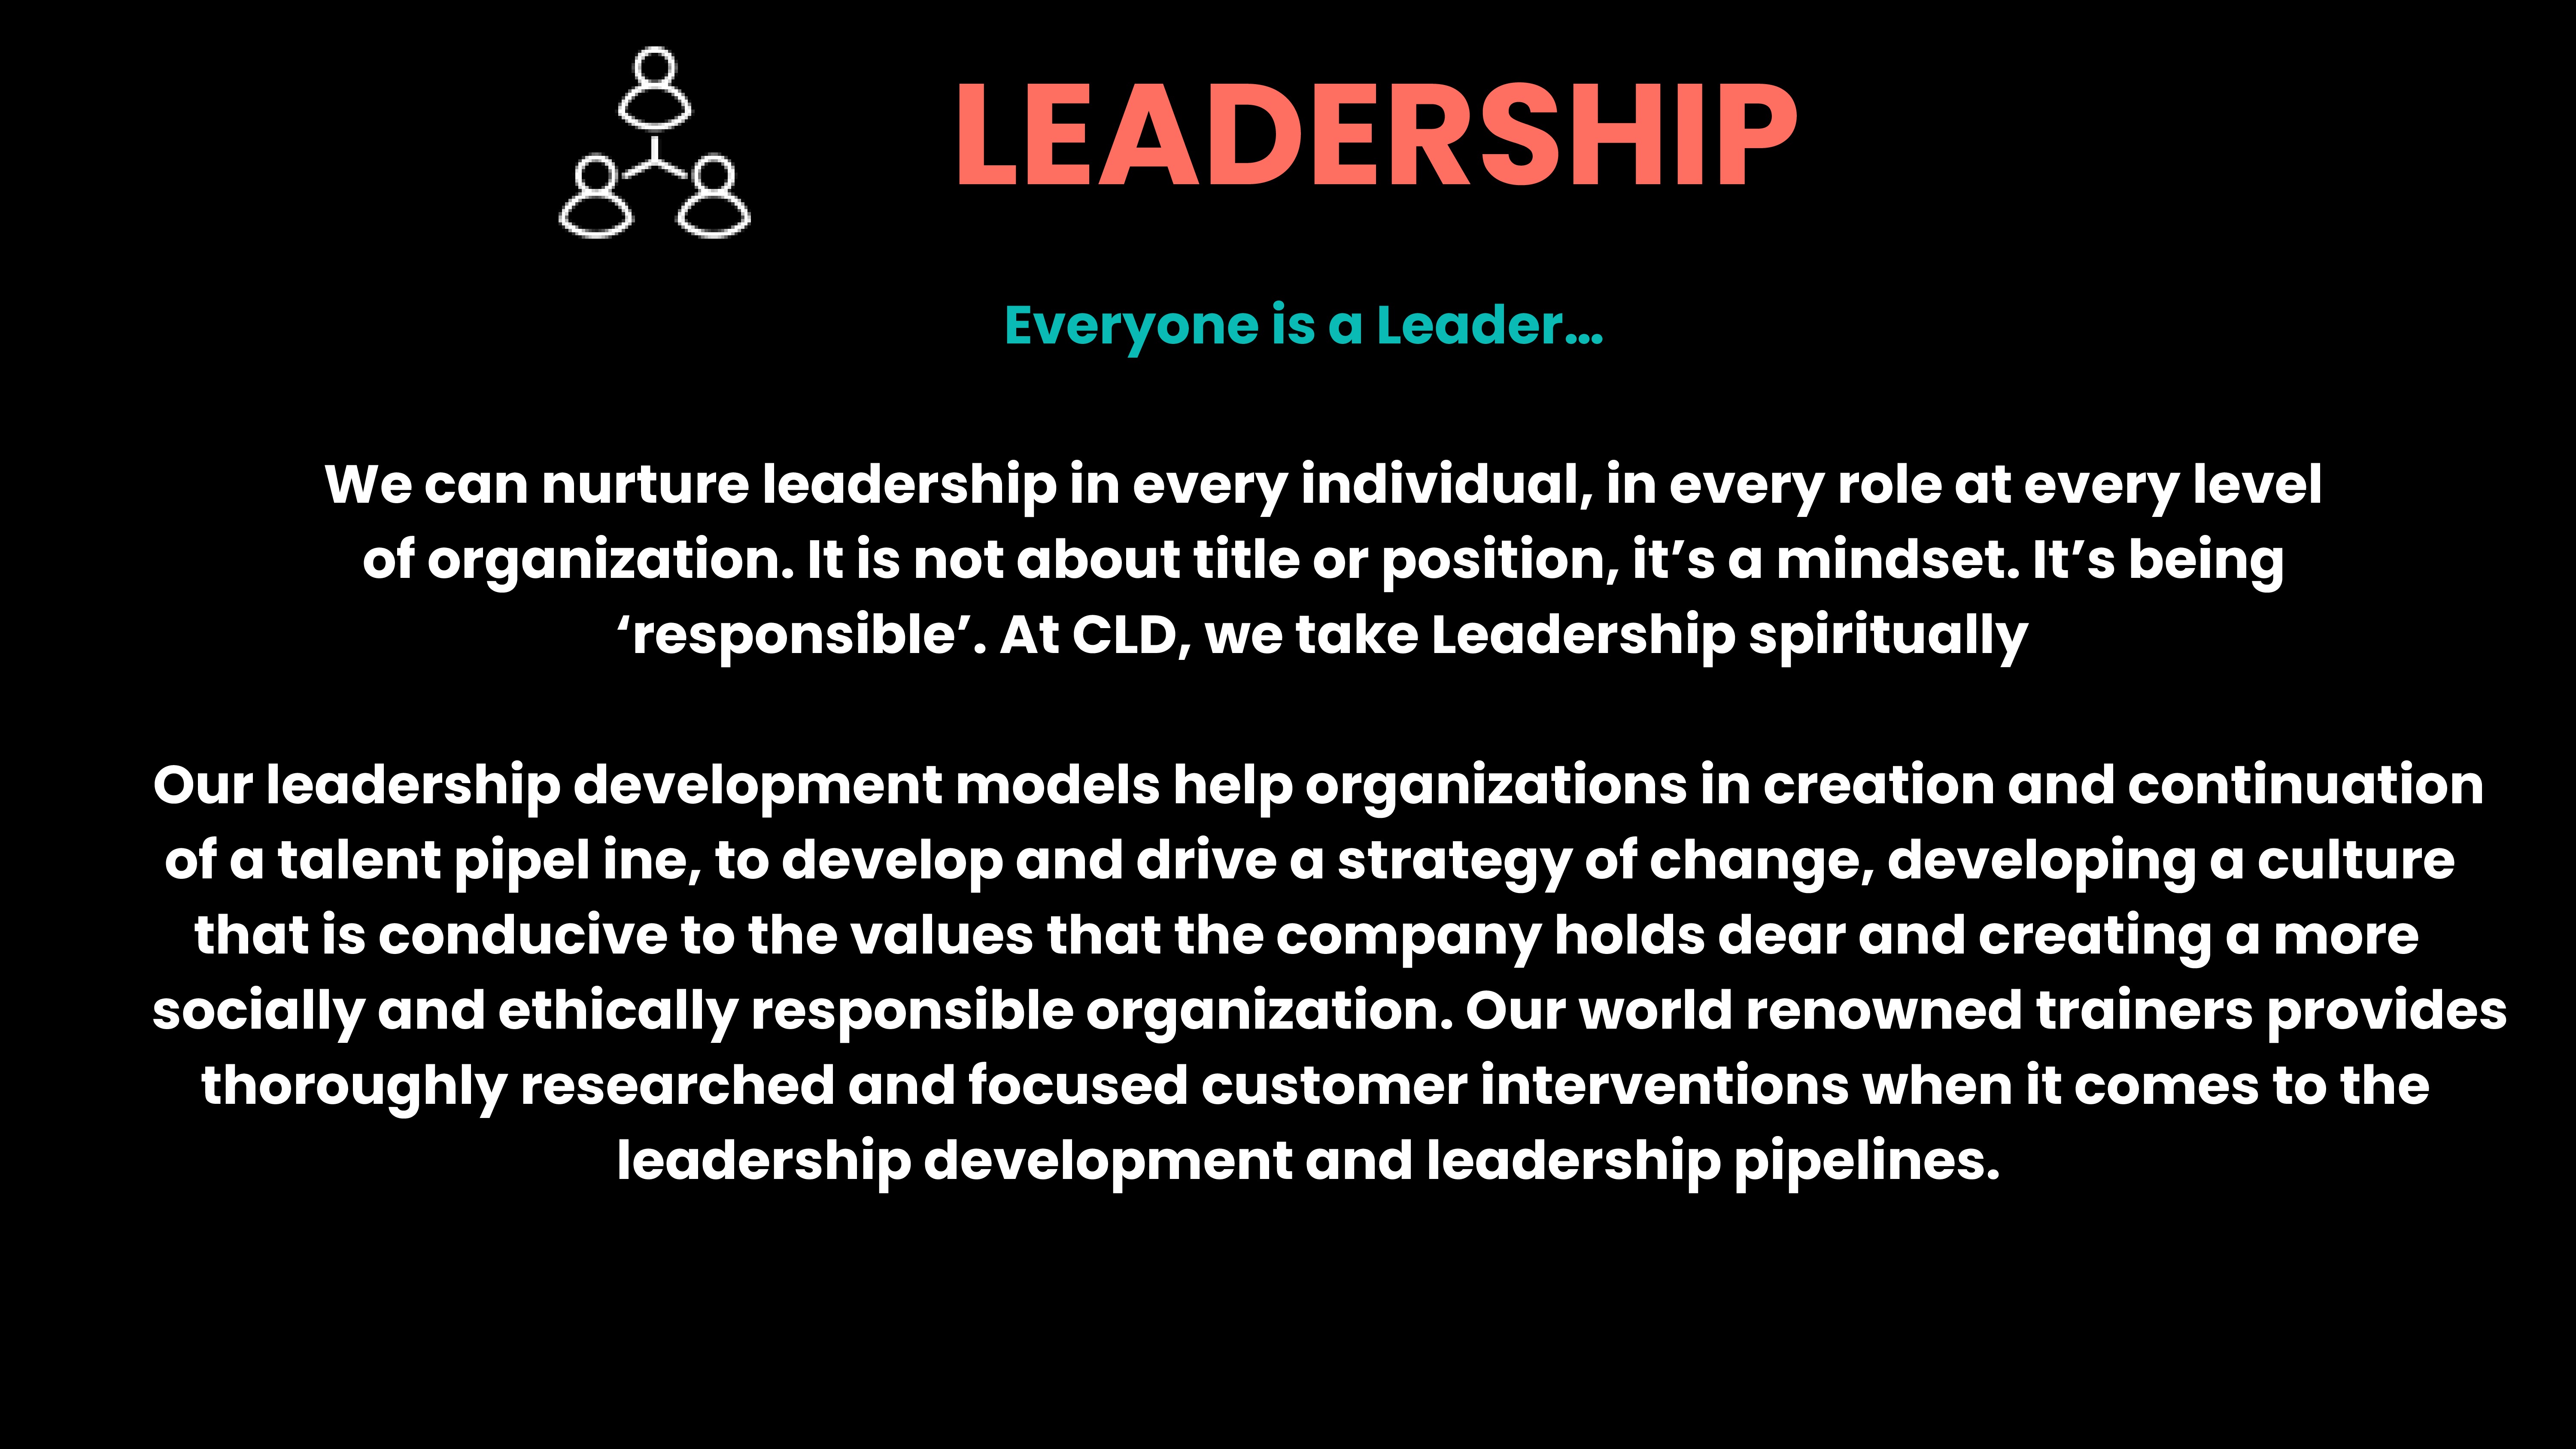 LEADERSHIP
Everyone is a Leader...
We can nurture leadership in every individual, in every role at every level
of organization. It is not about title or position, it’s a mindset. It’s being
‘responsible’. At CLD, we take Leadership spiritually
Our leadership development models help organizations in creation and continuation
of a talent pipel ine, to develop and drive a strategy of change, developing a culture
that is conducive to the values that the company holds dear and creating a more
socially and ethically responsible organization. Our world renowned trainers provides
thoroughly researched and focused customer interventions when it comes to the
leadership development and leadership pipelines.